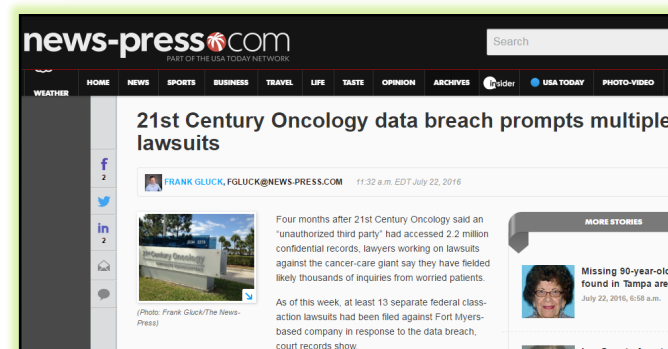 news-press.com
PART OF THE USA TODAY NETWORK
Search
WEATHER
HOME NEWS SPORTS BUSINESS TRAVEL LIFE TASTE OPINION ARCHIVES insider USA TODAY PHOTO-VIDEO
21st Century Oncology data breach prompts multiple
lawsuits
FRANK GLUCK, FGLUCK@NEWS-PRESS.COM 11:32 a.m. EDT July 22, 2016
f
2
in
2
21st Century Oncology
(Photo: Frank Gluck/The News-
Press)
Four months after 21st Century Oncology said an
“unauthorized third party” had accessed 2.2 million
confidential records, lawyers working on lawsuits
against the cancer-care giant say they have fielded
likely thousands of inquiries from worried patients.
As of this week, at least 13 separate federal class-
action lawsuits had been filed against Fort Myers-
based company in response to the data breach,
court records show.
MORE STORIES
Missing 90-year-old
found in Tampa are
July 22, 2016, 6:58 a.m.